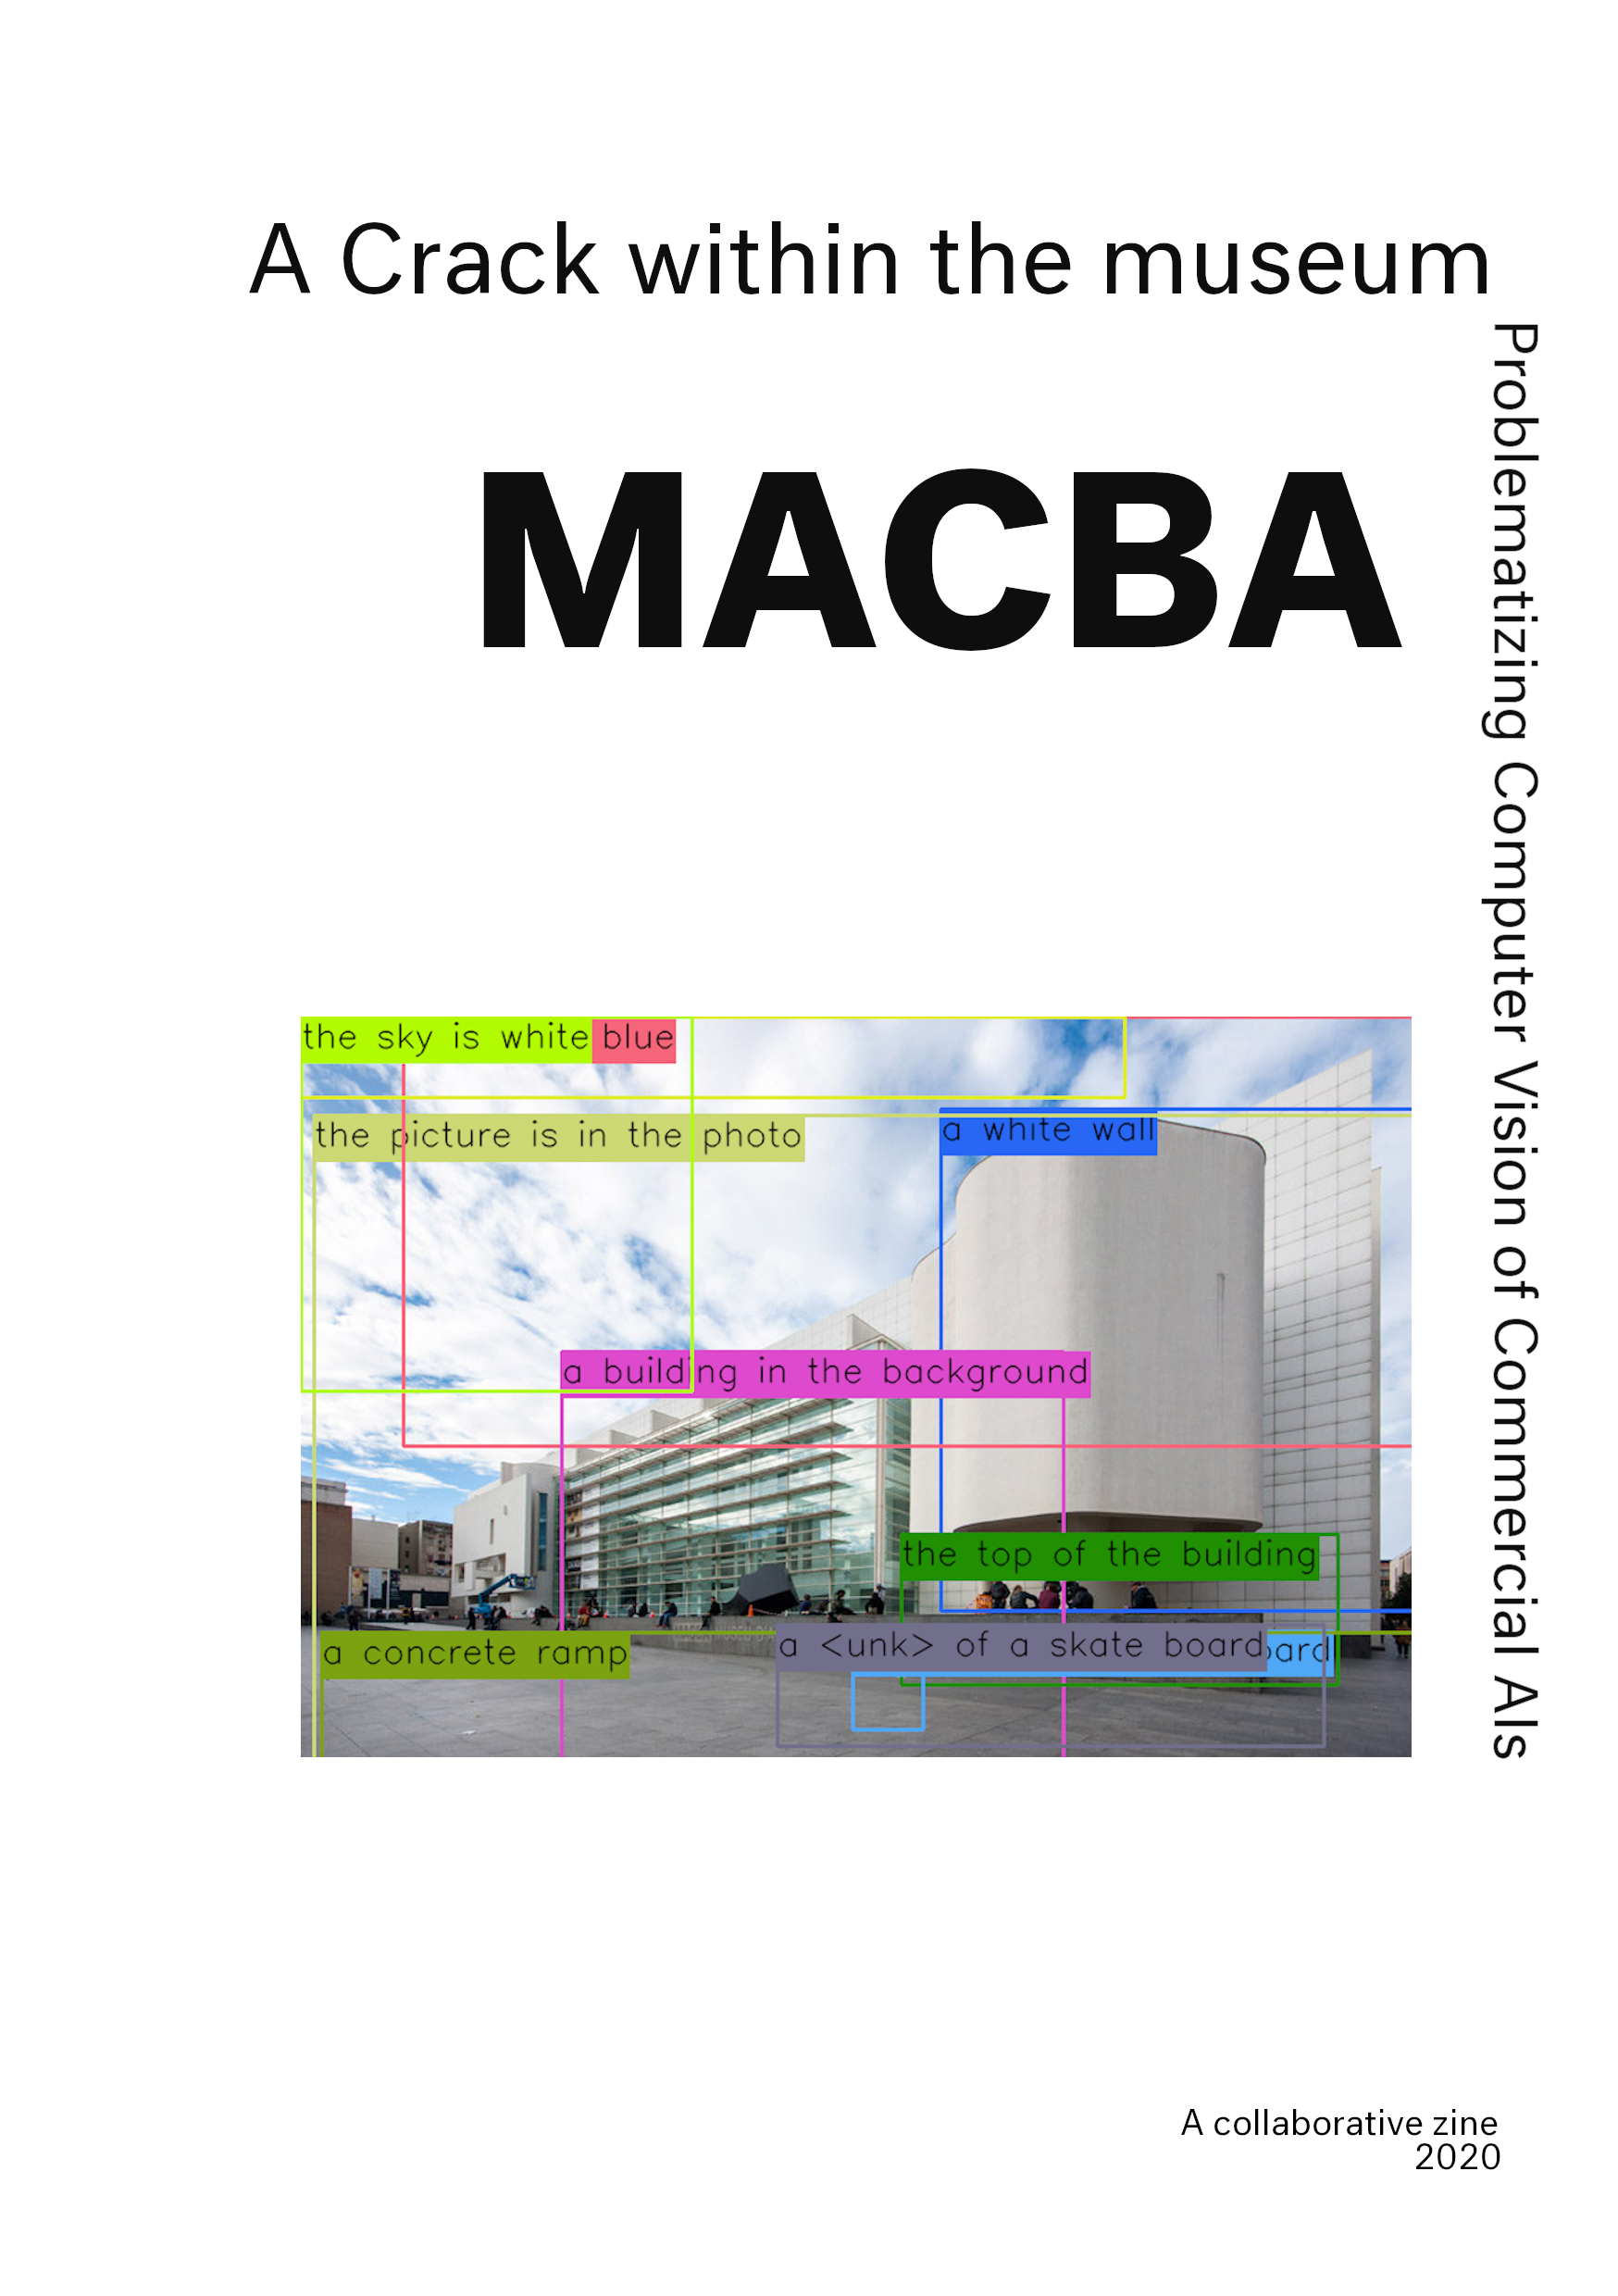 A Crack within the museum
Problematizing Computer Vision of Commercial AIs
MACBA
the sky is white blue
the picture is in the photo
a white wall
a building in the background
the top of the building
a concrete ramp
a <unk> of a skate board
A collaborative zine
2020